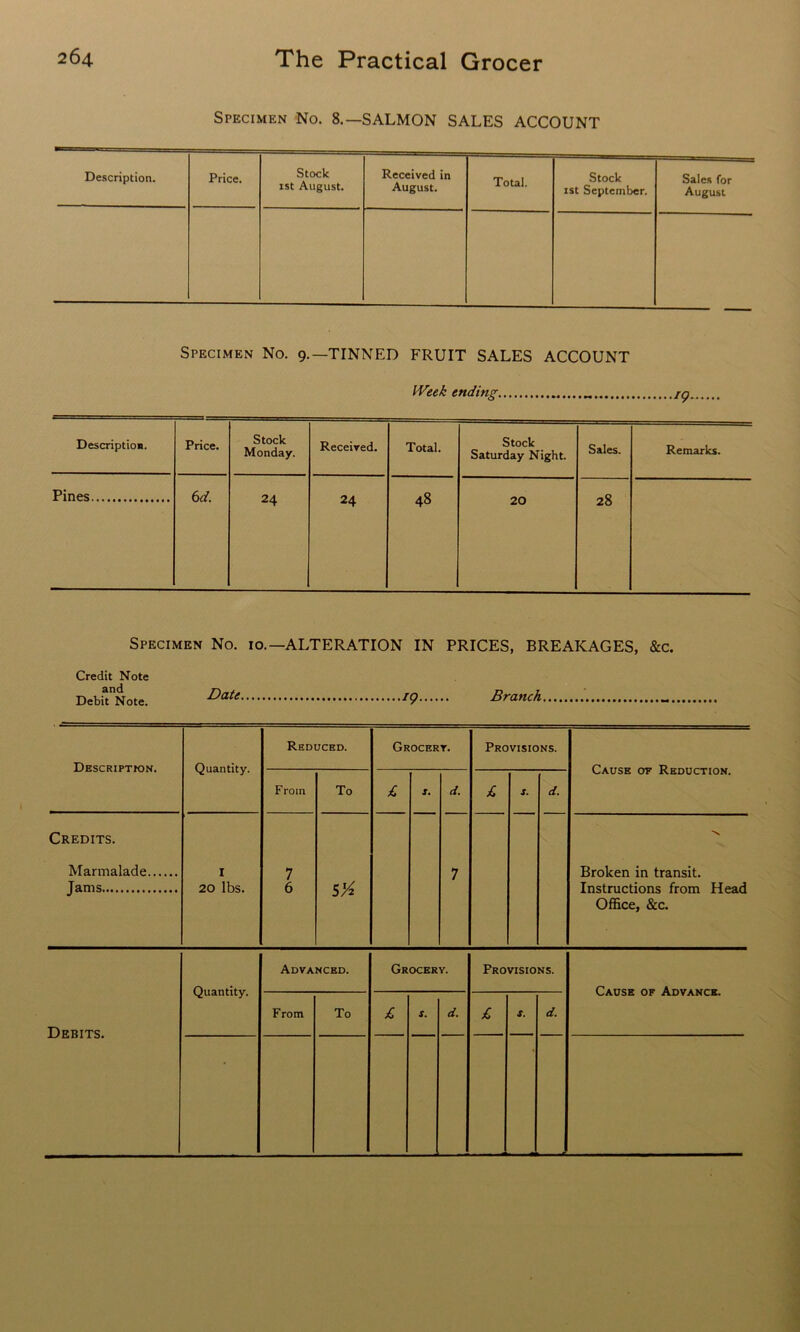 264 The Practical Grocer
Specimen No. 8.—SALMON SALES ACCOUNT
Description. Price. Stock 1st August. Received in August. Total. Stock 1st September. Sales for August
Specimen No. 9.—TINNED FRUIT SALES ACCOUNT
Week ending..............................19......
Description. Price. Stock Monday. Received. Total. Stock Saturday Night. Sales. Remarks.
Pines............... 6d. 24 24 48 20 28
Specimen No. 10.—ALTERATION IN PRICES, BREAKAGES, &c.
Credit Note and Debit Note. Date..........................19...... Branch..............................
Description. Quantity. Reduced. Grocery. Provisions. Cause of Reduction.
From To £ s. d. £ s. d.
Credits.
Marmalade...... 1 7 7 Broken in transit.
Jams............... 20 lbs. 6 5½ Instructions from Head
Office, &c.
Debits. Quantity. Advanced. Grocery. Provisions. Cause of Advance.
From To £ s. d. £ s. d.